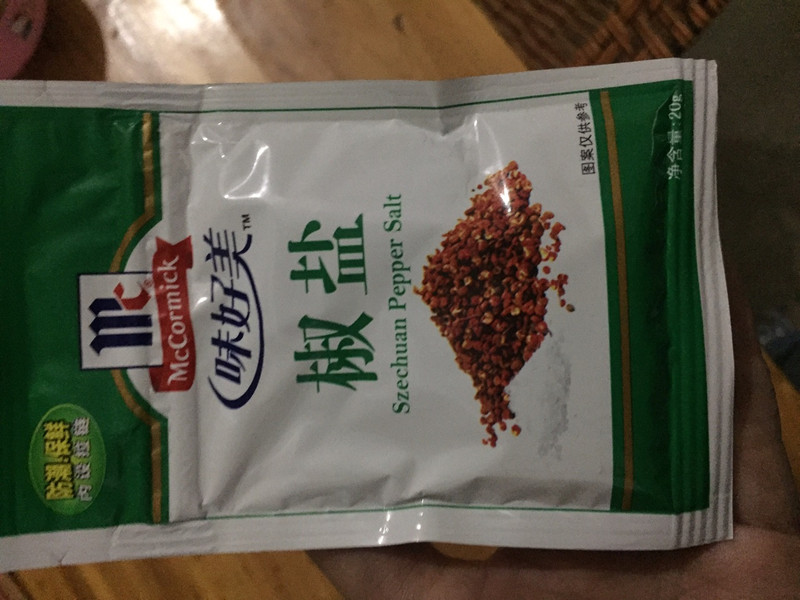 防潮!保鲜
内设拉链
Mc
McCormick®
味好美™
椒盐
Szechuan Pepper Salt
图案仅供参考
净含量:20g